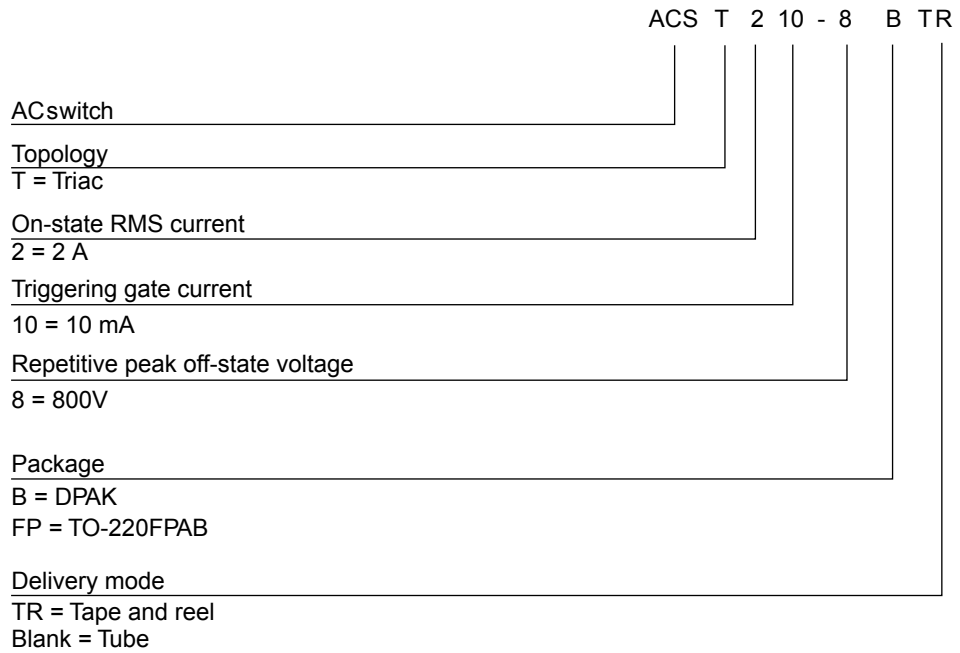 ACS T 2 10 - 8 B TR
ACswitch
Topology
T = Triac
On-state RMS current
2 = 2 A
Triggering gate current
10 = 10 mA
Repetitive peak off-state voltage
8 = 800V
Package
B = DPAK
FP = TO-220FPAB
Delivery mode
TR = Tape and reel
Blank = Tube